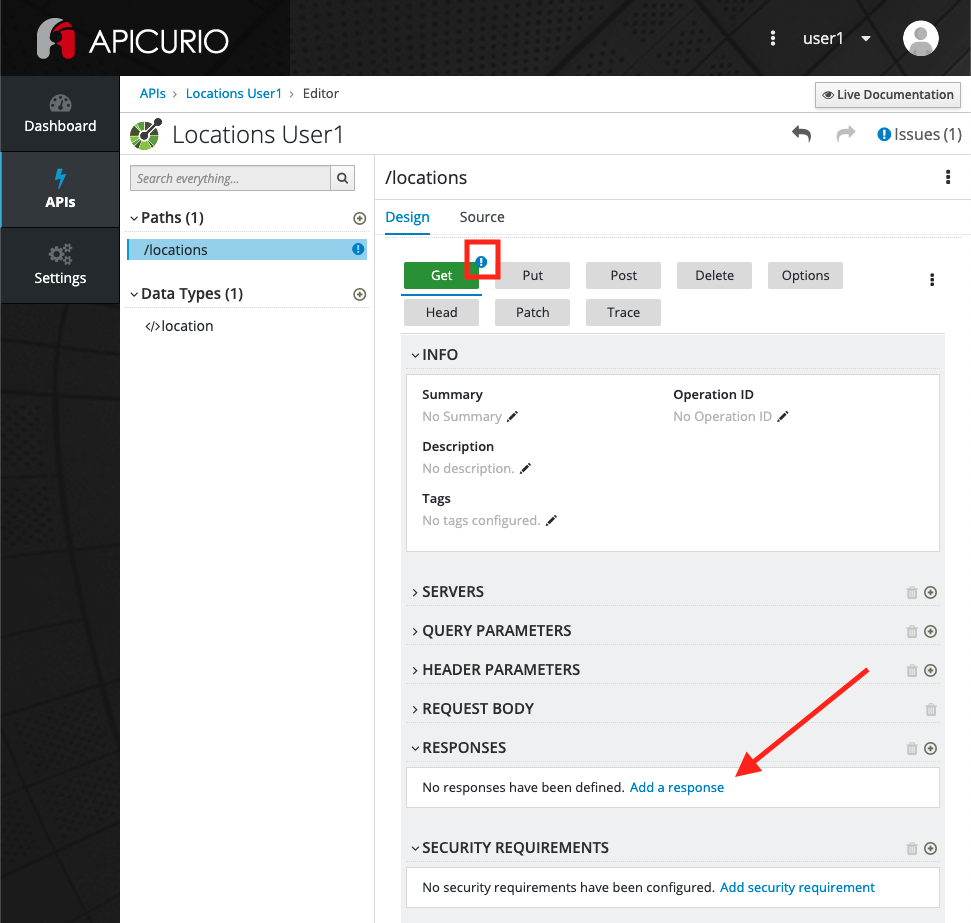 APICURIO
user1
Dashboard
APIs
Settings
APIs > Locations User1 > Editor
Live Documentation
Locations User1
Issues (1)
Search everything...
Paths (1)
/locations
Data Types (1)
</>location
/locations
Design Source
Get Put Post Delete Options
Head Patch Trace
INFO
Summary Operation ID
No Summary No Operation ID
Description
No description.
Tags
No tags configured.
SERVERS
QUERY PARAMETERS
HEADER PARAMETERS
REQUEST BODY
RESPONSES
No responses have been defined. Add a response
SECURITY REQUIREMENTS
No security requirements have been configured. Add security requirement